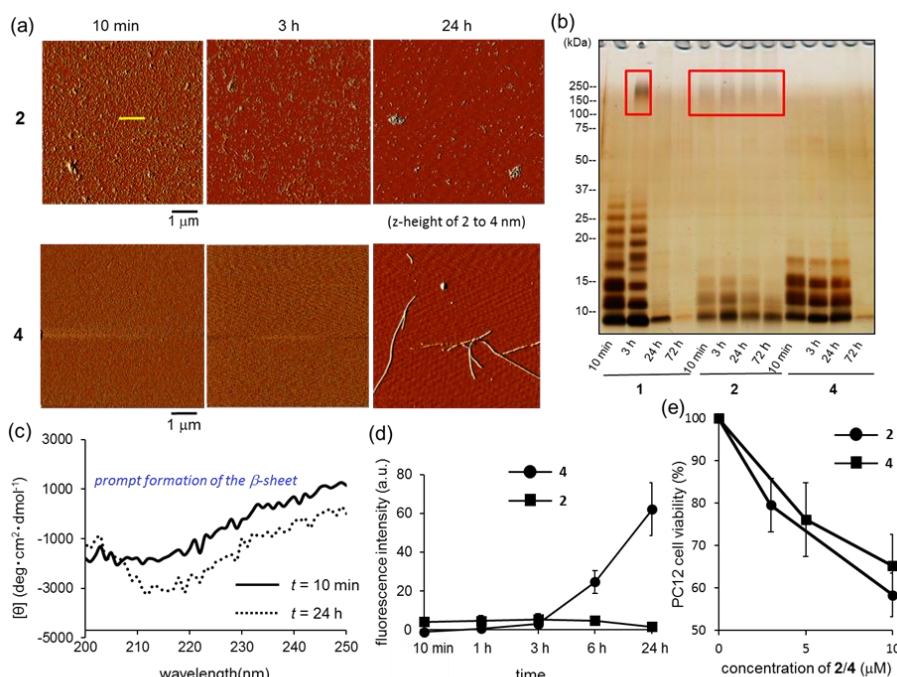 (a)
10 min 3 h 24 h
2
1 μm
(z-height of 2 to 4 nm)
4
1 μm
(b)
(kDa)
250--
150--
100--
75--
50--
37--
25--
20--
15--
10--
10 min 3 h 24 h 72 h 10 min 3 h 24 h 72 h 10 min 3 h 24 h 72 h
1 2 4
(c)
3000
1000
-1000
-3000
-5000
[θ] (deg·cm²·dmol⁻¹)
prompt formation of the β-sheet
t = 10 min
t = 24 h
200 210 220 230 240 250
wavelength(nm)
(d)
fluorescence intensity (a.u.)
80
60
40
20
0
4
2
10 min 1 h 3 h 6 h 24 h
time
(e)
PC12 cell viability (%)
100
90
80
70
60
50
2
4
0 5 10
concentration of 2/4 (μM)